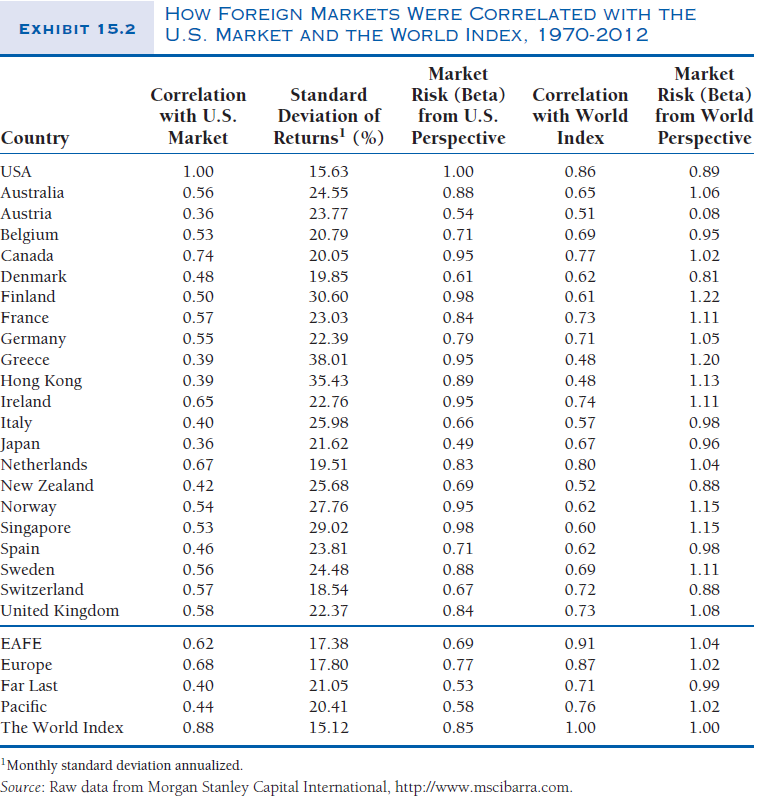 EXHIBIT 15.2
HOW FOREIGN MARKETS WERE CORRELATED WITH THE
U.S. MARKET AND THE WORLD INDEX, 1970-2012
Country Correlation with U.S. Market Standard Deviation of Returns¹ (%) Market Risk (Beta) from U.S. Perspective Correlation with World Index Market Risk (Beta) from World Perspective
USA 1.00 15.63 1.00 0.86 0.89
Australia 0.56 24.55 0.88 0.65 1.06
Austria 0.36 23.77 0.54 0.51 0.08
Belgium 0.53 20.79 0.71 0.69 0.95
Canada 0.74 20.05 0.95 0.77 1.02
Denmark 0.48 19.85 0.61 0.62 0.81
Finland 0.50 30.60 0.98 0.61 1.22
France 0.57 23.03 0.84 0.73 1.11
Germany 0.55 22.39 0.79 0.71 1.05
Greece 0.39 38.01 0.95 0.48 1.20
Hong Kong 0.39 35.43 0.89 0.48 1.13
Ireland 0.65 22.76 0.95 0.74 1.11
Italy 0.40 25.98 0.66 0.57 0.98
Japan 0.36 21.62 0.49 0.67 0.96
Netherlands 0.67 19.51 0.83 0.80 1.04
New Zealand 0.42 25.68 0.69 0.52 0.88
Norway 0.54 27.76 0.95 0.62 1.15
Singapore 0.53 29.02 0.98 0.60 1.15
Spain 0.46 23.81 0.71 0.62 0.98
Sweden 0.56 24.48 0.88 0.69 1.11
Switzerland 0.57 18.54 0.67 0.72 0.88
United Kingdom 0.58 22.37 0.84 0.73 1.08
EAFE 0.62 17.38 0.69 0.91 1.04
Europe 0.68 17.80 0.77 0.87 1.02
Far Last 0.40 21.05 0.53 0.71 0.99
Pacific 0.44 20.41 0.58 0.76 1.02
The World Index 0.88 15.12 0.85 1.00 1.00
¹Monthly standard deviation annualized.
Source: Raw data from Morgan Stanley Capital International, http://www.mscibarra.com.